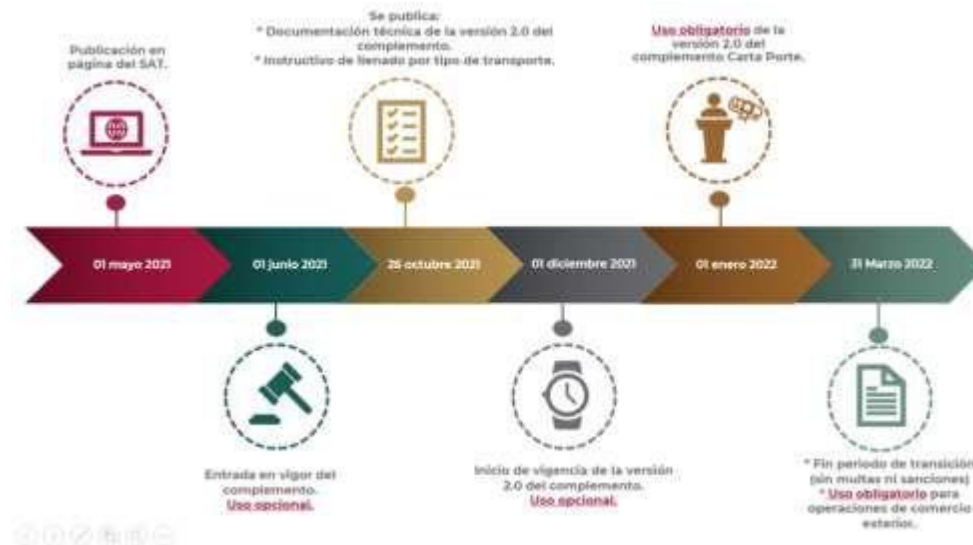 Publicación en
página del SAT.
Se publica:
* Documentación técnica de la versión 2.0 del
complemento.
* Instructivo de llenado por tipo de transporte.
Uso obligatorio de la
versión 2.0 del
complemento Carta Porte.
01 mayo 2021
01 junio 2021
26 octubre 2021
01 diciembre 2021
01 enero 2022
31 Marzo 2022
Entrada en vigor del
complemento.
Uso opcional.
Inicio de vigencia de la versión
2.0 del complemento.
Uso opcional.
* Fin periodo de transición
(sin multas ni sanciones)
* Uso obligatorio para
operaciones de comercio
exterior.